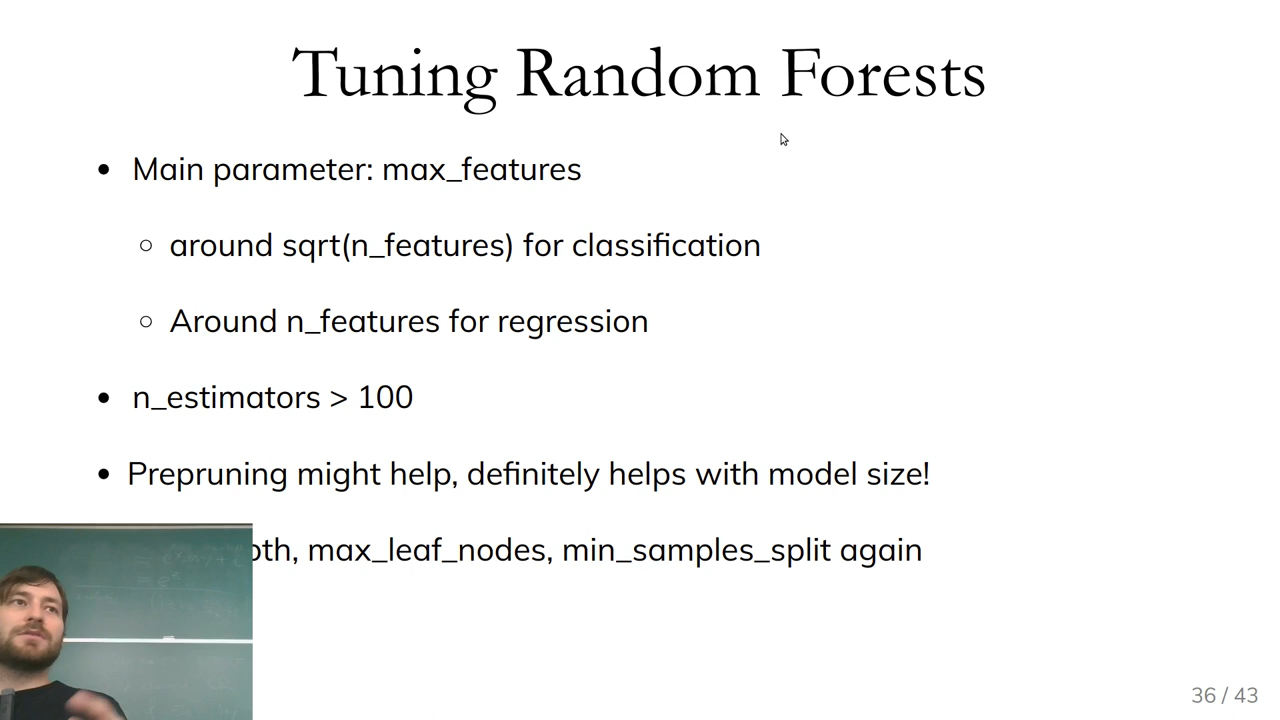 Tuning Random Forests
• Main parameter: max_features
○ around sqrt(n_features) for classification
○ Around n_features for regression
• n_estimators > 100
• Prepruning might help, definitely helps with model size!
max_leaf_nodes, min_samples_split again
36 / 43